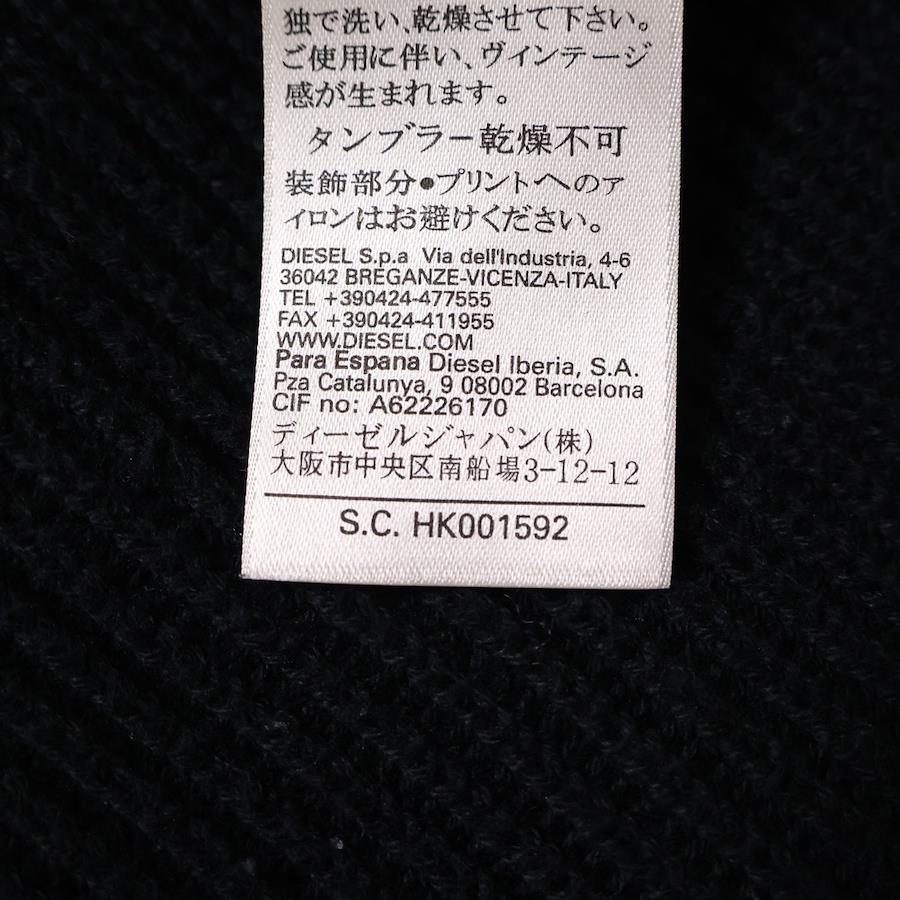 独で洗い、乾燥させて下さい。
ご使用に伴い、ヴィンテージ
感が生まれます。
タンブラー乾燥不可
装飾部分●プリントへのア
イロンはお避けください。
DIESEL S.p.a Via dell'Industria, 4-6
36042 BREGANZE-VICENZA-ITALY
TEL +390424-477555
FAX +390424-411955
WWW.DIESEL.COM
Para Espana Diesel Iberia, S.A.
Pza Catalunya, 9 08002 Barcelona
CIF no: A62226170
ディーゼルジャパン(株)
大阪市中央区南船場3-12-12
S.C. HK001592